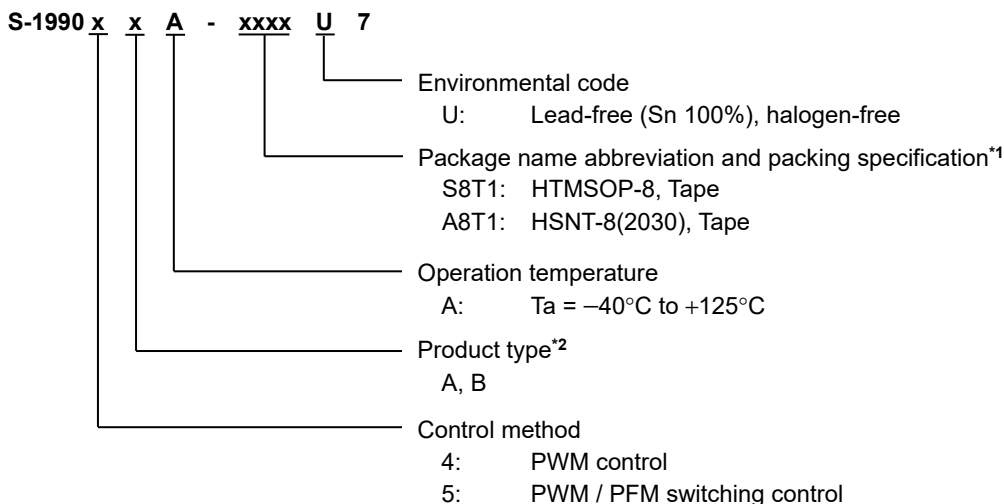 S-1990 x x A - xxxx U 7
Environmental code
U: Lead-free (Sn 100%), halogen-free
Package name abbreviation and packing specification*1
S8T1: HTMSOP-8, Tape
A8T1: HSNT-8(2030), Tape
Operation temperature
A: Ta = −40°C to +125°C
Product type*2
A, B
Control method
4: PWM control
5: PWM / PFM switching control